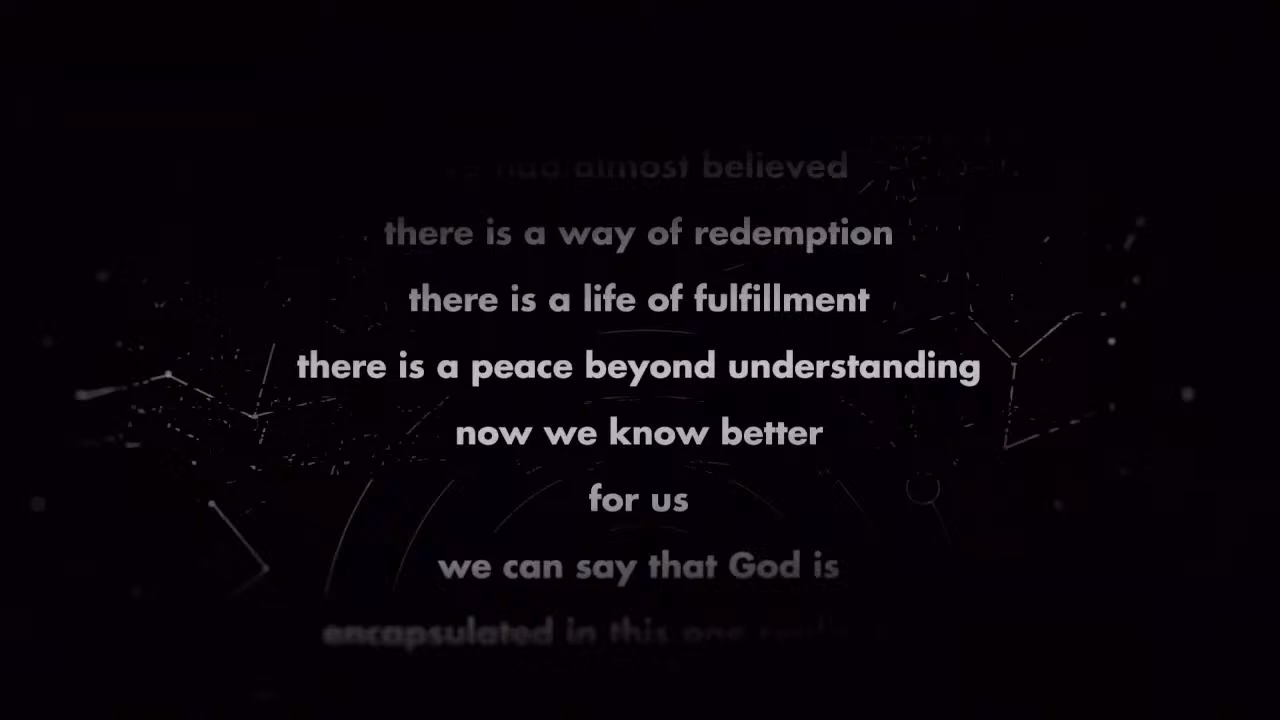 had almost believed
there is a way of redemption
there is a life of fulfillment
there is a peace beyond understanding
now we know better
for us
we can say that God is
encapsulated in this one